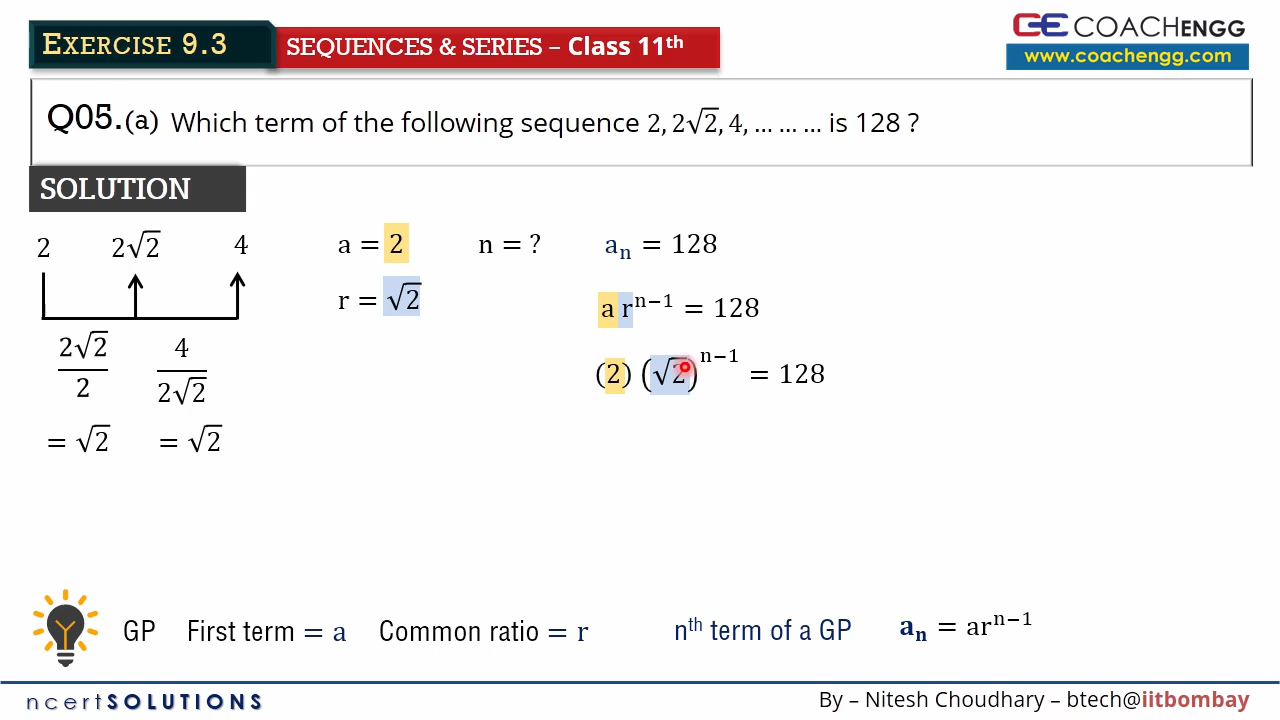 EXERCISE 9.3
SEQUENCES & SERIES – Class 11th
CE COACHENGG
www.coachengg.com
Q05.(a) Which term of the following sequence 2, 2√2, 4, … … … is 128 ?
SOLUTION
2 2√2 4
a = 2 n = ? aₙ = 128
r = √2
a rⁿ⁻¹ = 128
2√2/2 4/2√2
(2) (√2)ⁿ⁻¹ = 128
= √2 = √2
GP First term = a Common ratio = r nᵗʰ term of a GP aₙ = arⁿ⁻¹
ncertSOLUTIONS
By – Nitesh Choudhary – btech@iitbombay